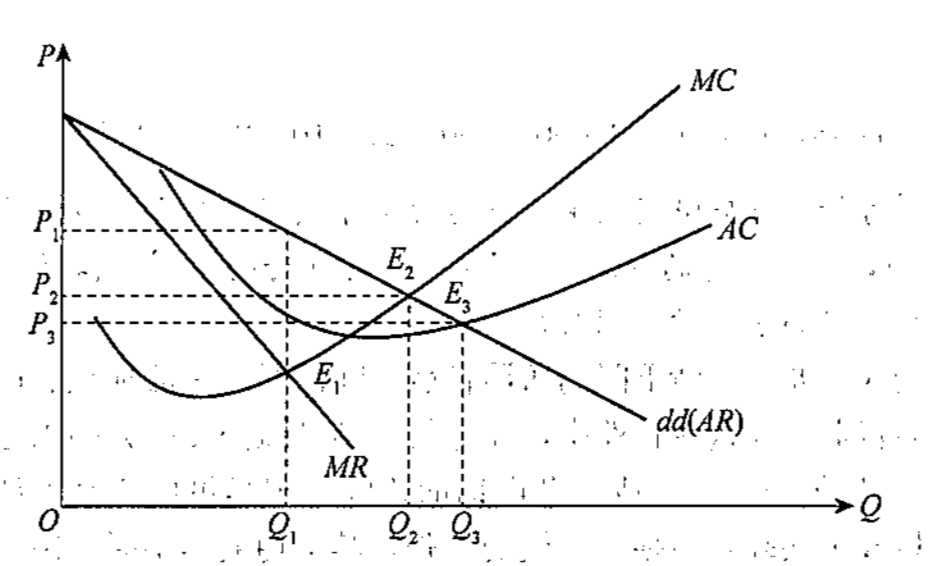 P
MC
P₁
AC
E₂
P₂
E₃
P₃
E₁
dd(AR)
MR
O
Q₁
Q₂
Q₃
Q